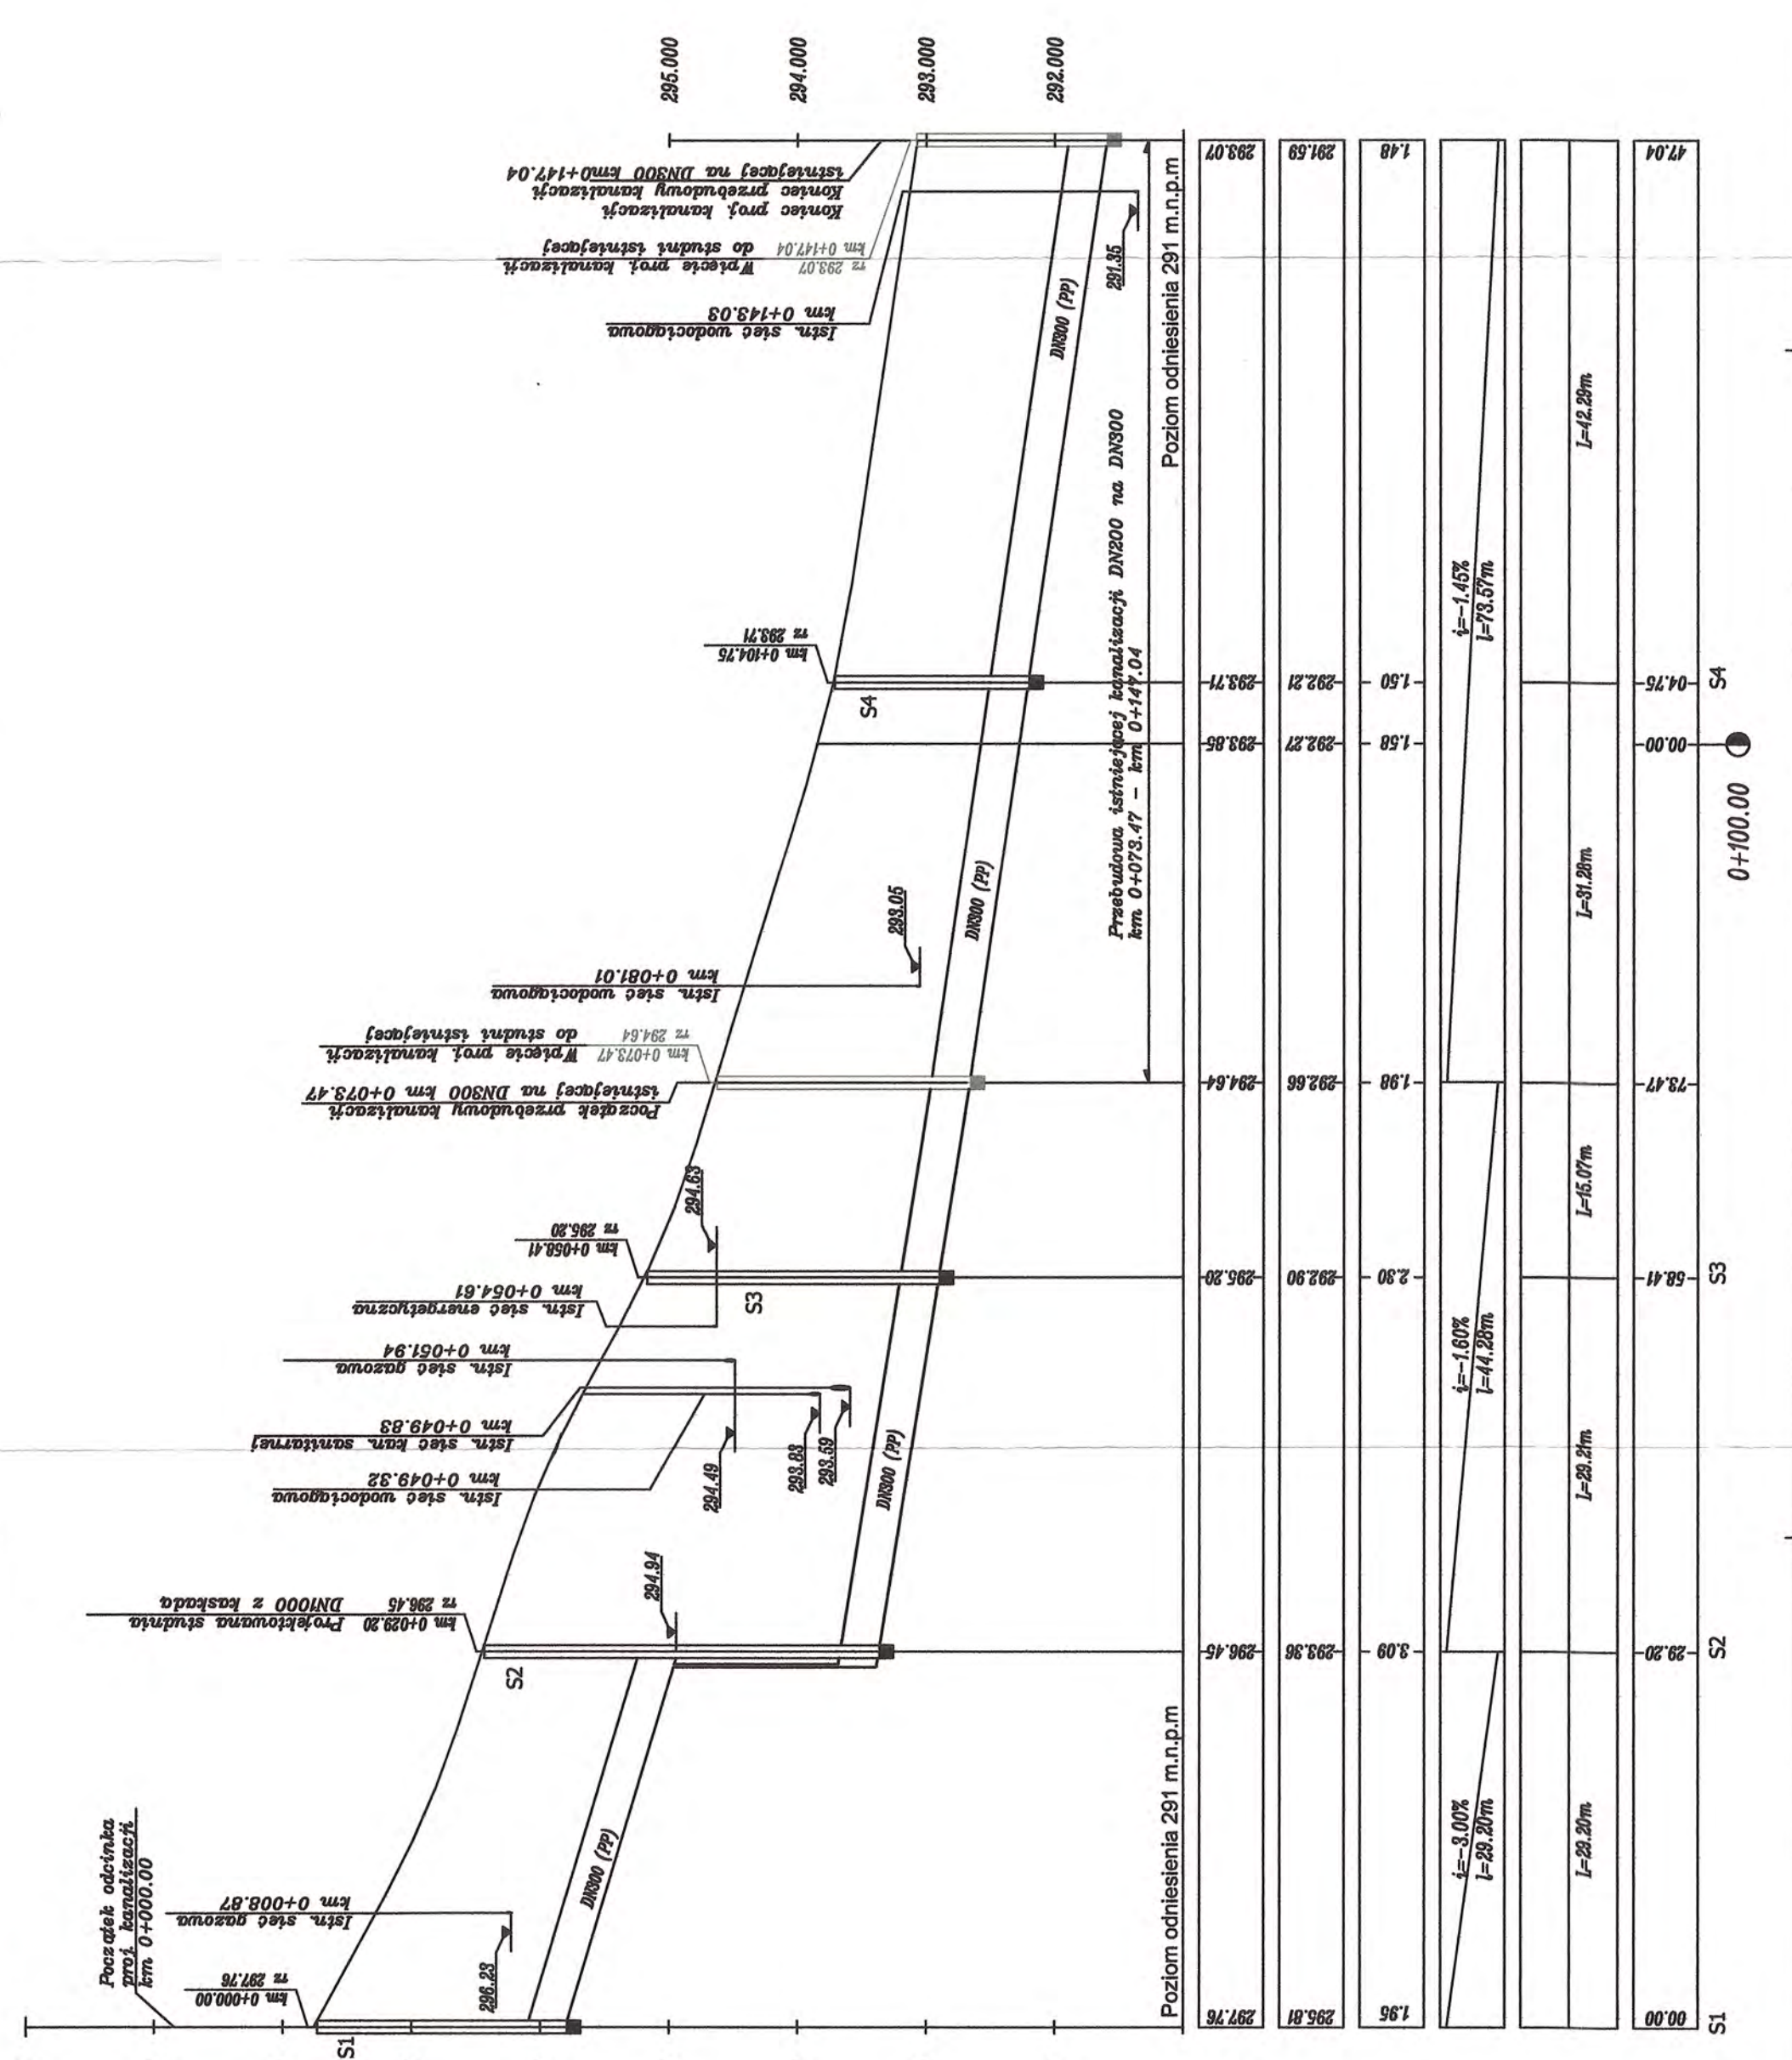 Początek odcinka
proj. kanalizacji
km 0+000.00
km 0+000.00
rz 297.76
S1
Istn. sieć gazowa
km 0+008.87
296.23
DN300 (PP)
km 0+029.20 Projektowana studnia
rz 296.45 DN1000 z kaskadą
S2
294.94
Istn. sieć wodociągowa
km 0+049.32
Istn. sieć kan. sanitarnej
km 0+049.83
Istn. sieć gazowa
km 0+051.94
294.49
293.83
293.59
DN300 (PP)
Istn. sieć energetyczna
km 0+054.61
km 0+058.41
rz 295.20
S3
294.63
Początek przebudowy kanalizacji
istniejącej na DN300 km 0+073.47
km 0+073.47 Wpięcie proj. kanalizacji
rz 294.64 do studni istniejącej
Istn. sieć wodociągowa
km 0+081.01
293.05
DN300 (PP)
km 0+104.75
rz 293.71
S4
Przebudowa istniejącej kanalizacji DN200 na DN300
km 0+073.47 - km 0+147.04
DN300 (PP)
Istn. sieć wodociągowa
km 0+143.03
291.35
rz 293.07 Wpięcie proj. kanalizacji
km 0+147.04 do studni istniejącej
Koniec proj. kanalizacji
Koniec przebudowy kanalizacji
istniejącej na DN300 km0+147.04
295.000
294.000
293.000
292.000
Poziom odniesienia 291 m.n.p.m
Poziom odniesienia 291 m.n.p.m
297.76 296.45 295.20 294.64 293.85 293.71 293.07
295.81 293.36 292.90 292.66 292.27 292.21 291.59
1.95 3.09 2.30 1.98 1.58 1.50 1.48
i=-3.00% i=-1.60% i=-1.45%
l=29.20m l=44.28m l=73.57m
L=29.20m L=29.21m L=15.07m L=31.28m L=42.29m
00.00 29.20 58.41 73.47 00.00 04.75 47.04
S1 S2 S3 S4
0+100.00